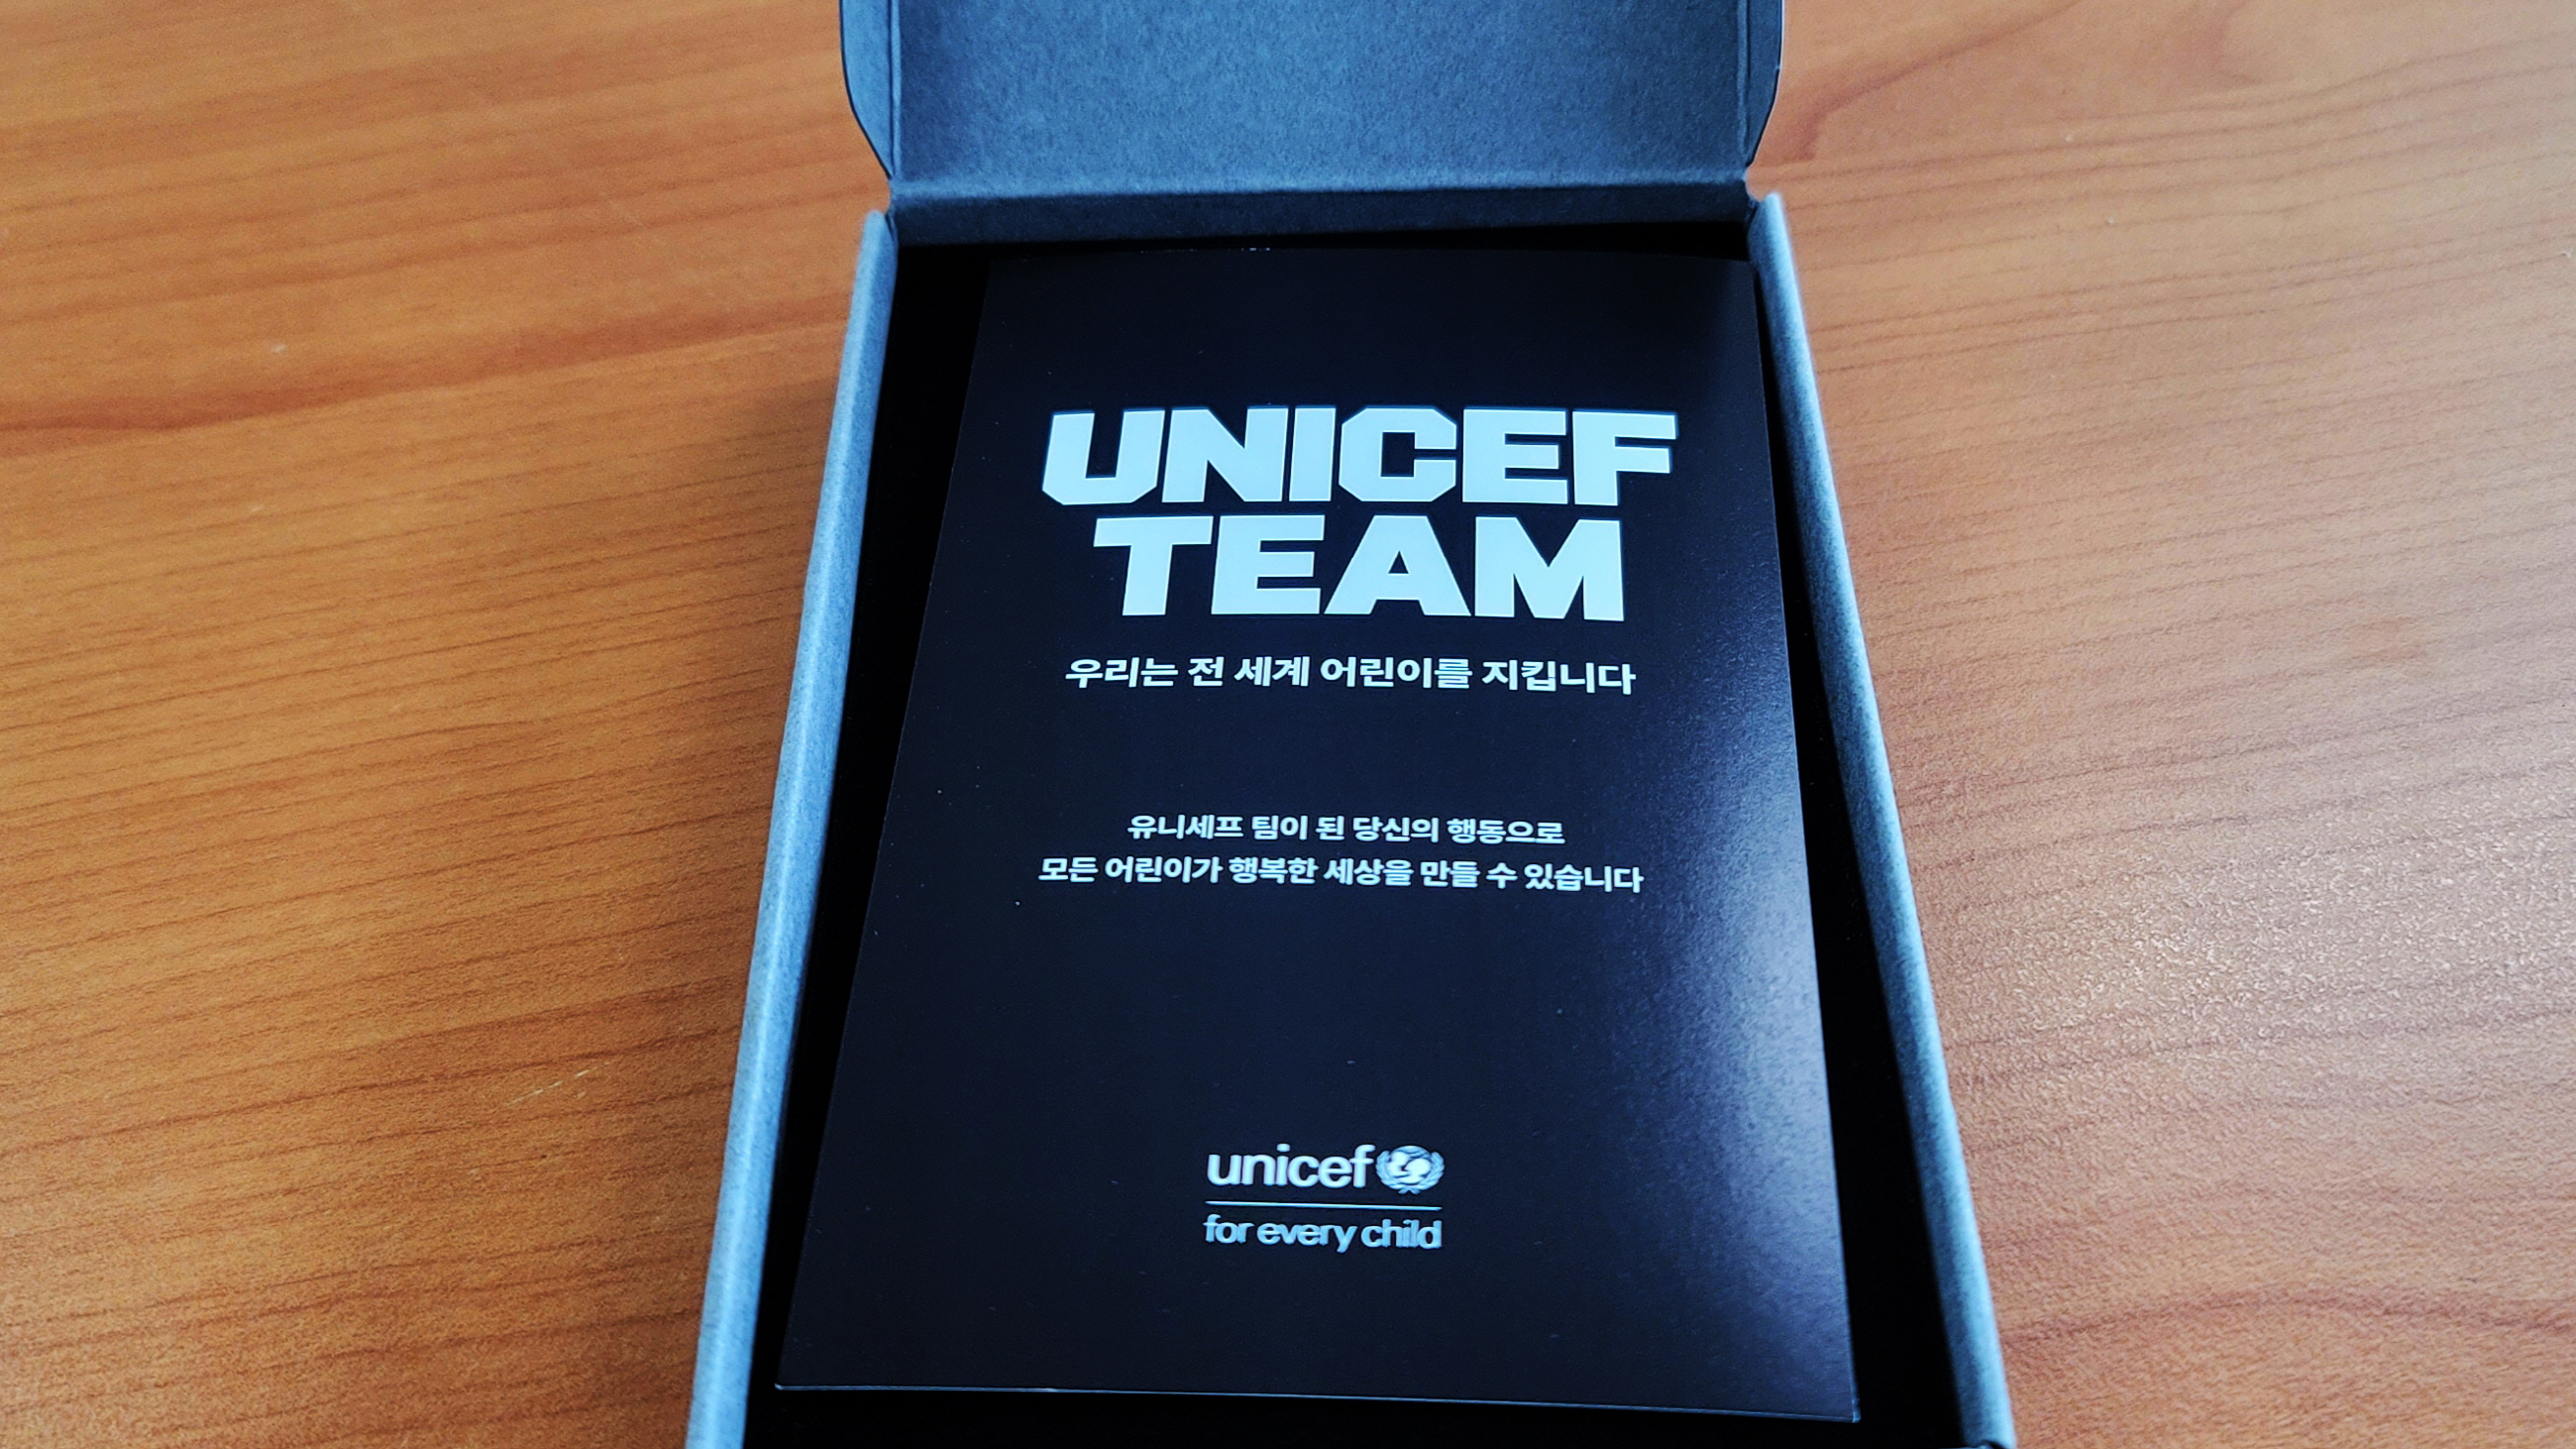 UNICEF
TEAM
우리는 전 세계 어린이를 지킵니다
유니세프 팀이 된 당신의 행동으로
모든 어린이가 행복한 세상을 만들 수 있습니다
unicef
for every child